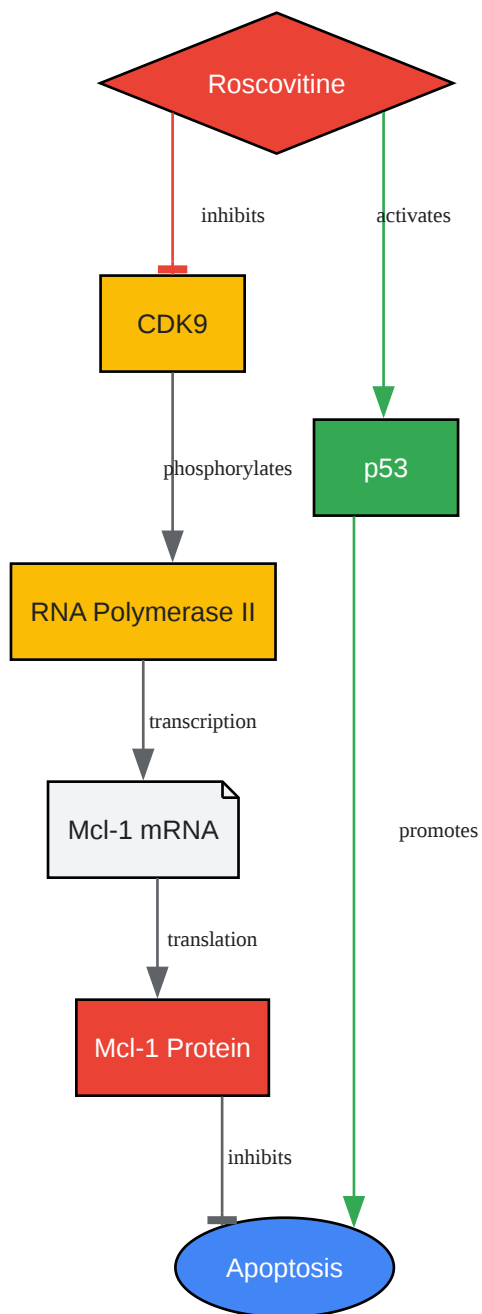 Roscovitine
inhibits
activates
CDK9
phosphorylates
p53
RNA Polymerase II
transcription
Mcl-1 mRNA
promotes
translation
Mcl-1 Protein
inhibits
Apoptosis